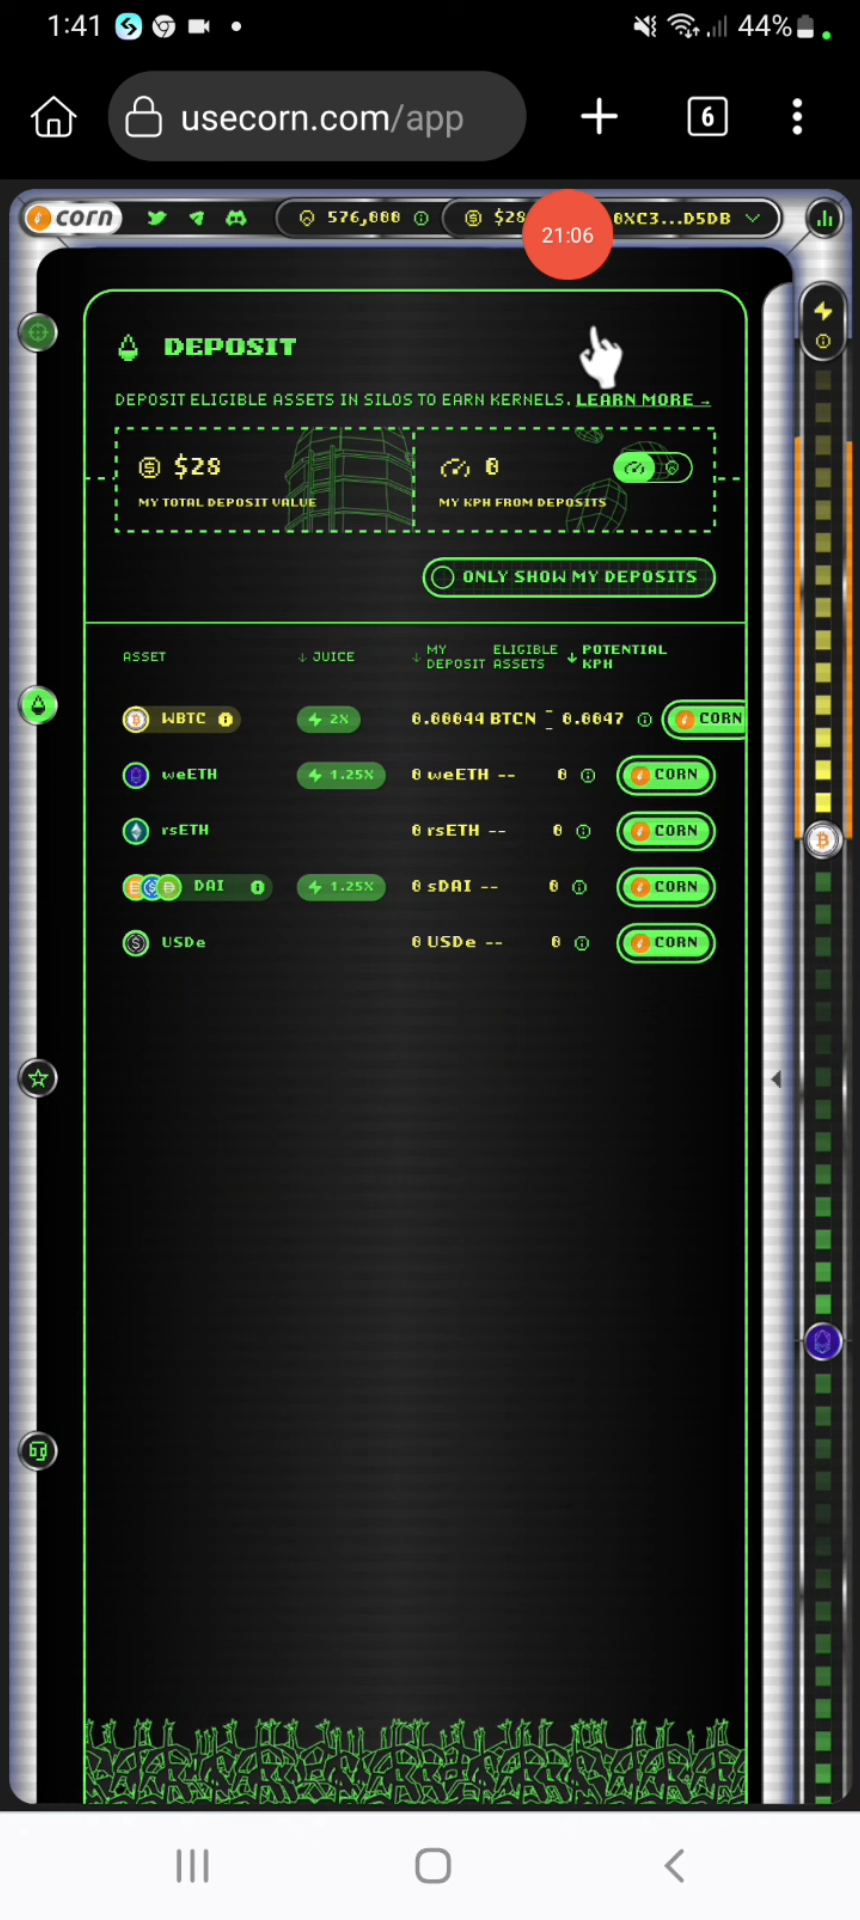 1:41 44%
usecorn.com/app 6
corn 576,000 $28 0XC3...D5DB
21:06
DEPOSIT
DEPOSIT ELIGIBLE ASSETS IN SILOS TO EARN KERNELS. LEARN MORE →
$28 0
MY TOTAL DEPOSIT VALUE MY KPH FROM DEPOSITS
ONLY SHOW MY DEPOSITS
ASSET ↓ JUICE ↓ MY DEPOSIT ELIGIBLE ASSETS ↓ POTENTIAL KPH
WBTC 2X 0.00044 BTCN -- 0.0047 CORN
weETH 1.25X 0 weETH -- 0 CORN
rsETH 0 rsETH -- 0 CORN
DAI 1.25X 0 sDAI -- 0 CORN
USDe 0 USDe -- 0 CORN